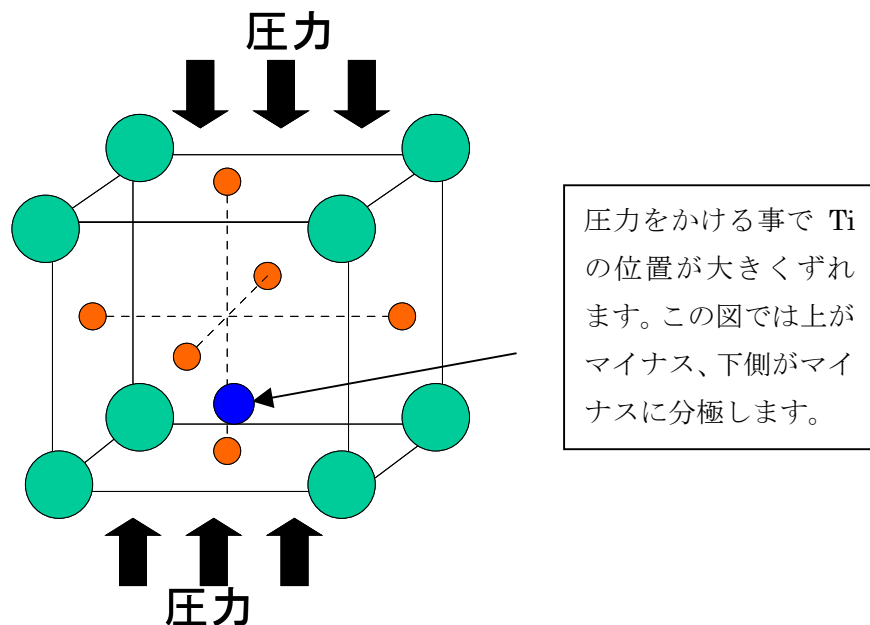 圧力
圧力をかける事で Ti
の位置が大きくずれ
ます。この図では上が
マイナス、下側がマイ
ナスに分極します。
圧力